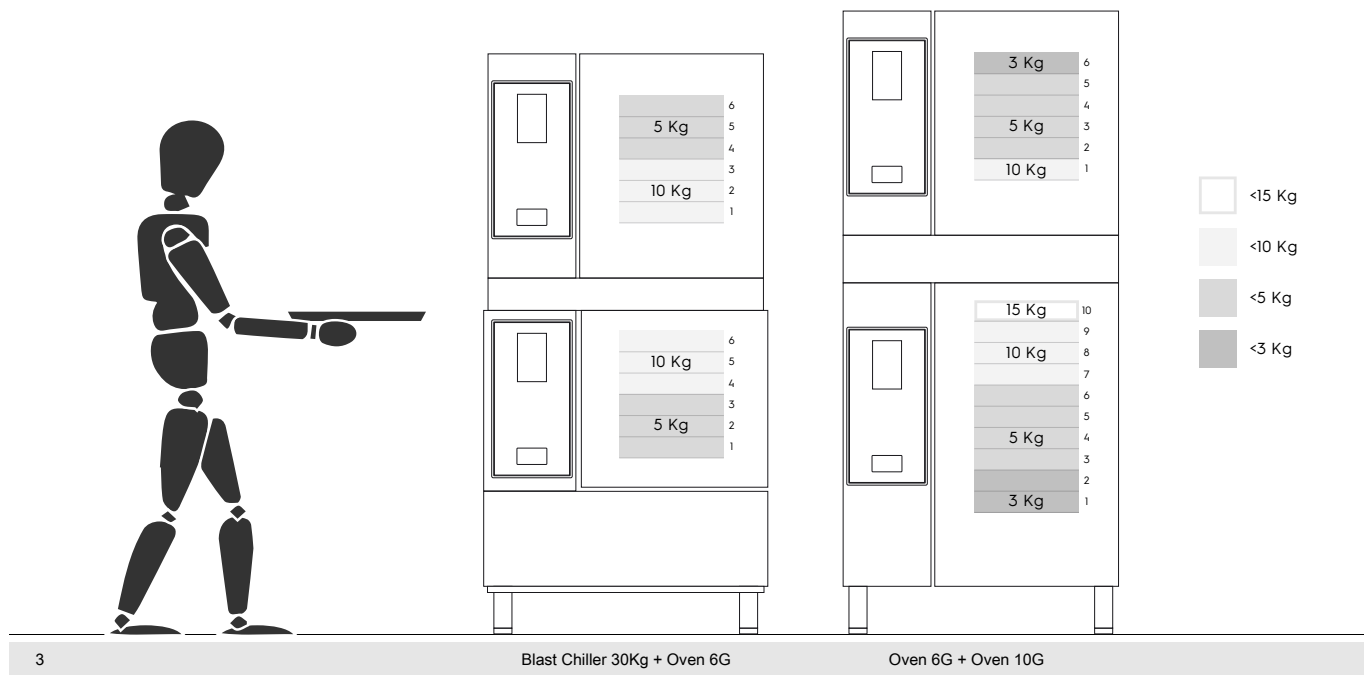 6
5 Kg 5
4
3
10 Kg 2
1
6
10 Kg 5
4
3
5 Kg 2
1
3 Kg 6
5
4
5 Kg 3
2
10 Kg 1
15 Kg 10
9
10 Kg 8
7
6
5
5 Kg 4
3
2
3 Kg 1
<15 Kg
<10 Kg
<5 Kg
<3 Kg
3 Blast Chiller 30Kg + Oven 6G Oven 6G + Oven 10G